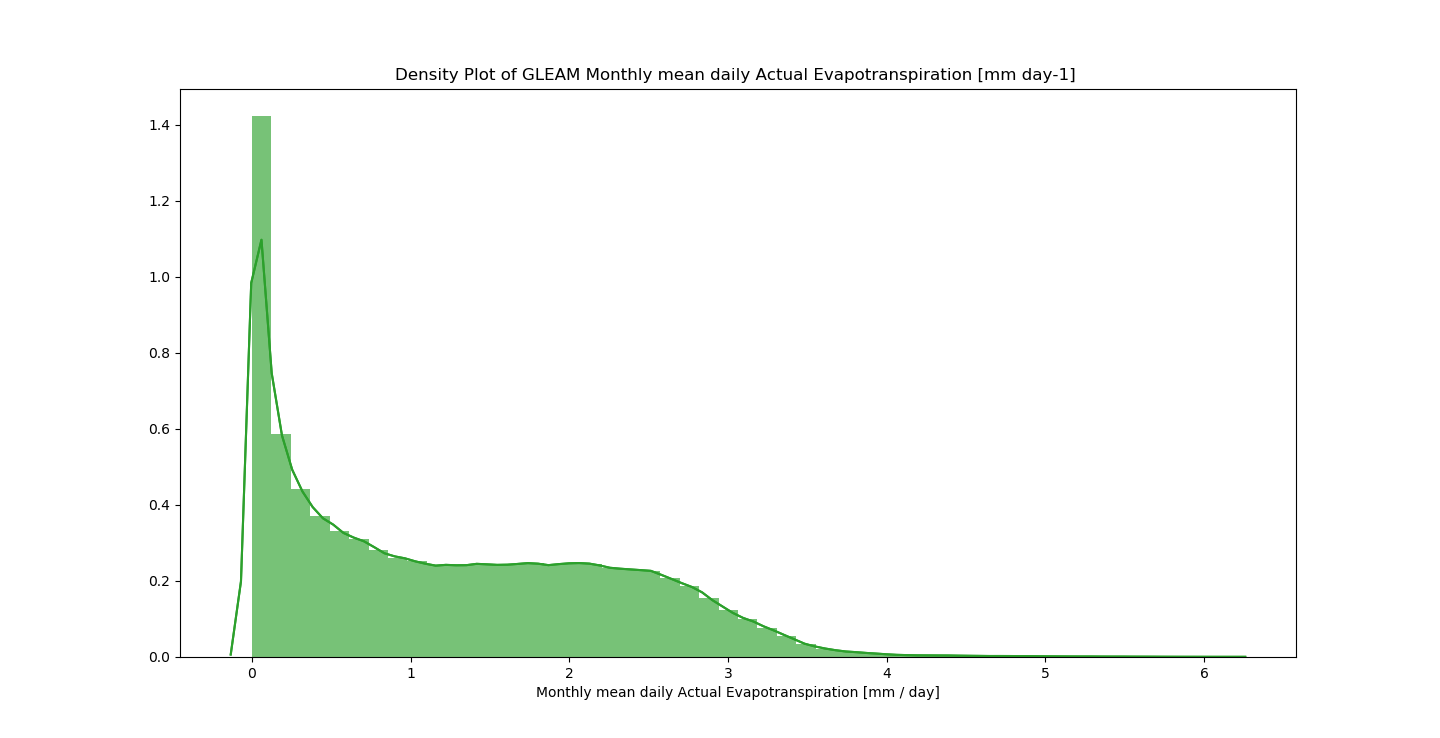 Density Plot of GLEAM Monthly mean daily Actual Evapotranspiration [mm day-1]
1.4
1.2
1.0
0.8
0.6
0.4
0.2
0.0
0 1 2 3 4 5 6
Monthly mean daily Actual Evapotranspiration [mm / day]